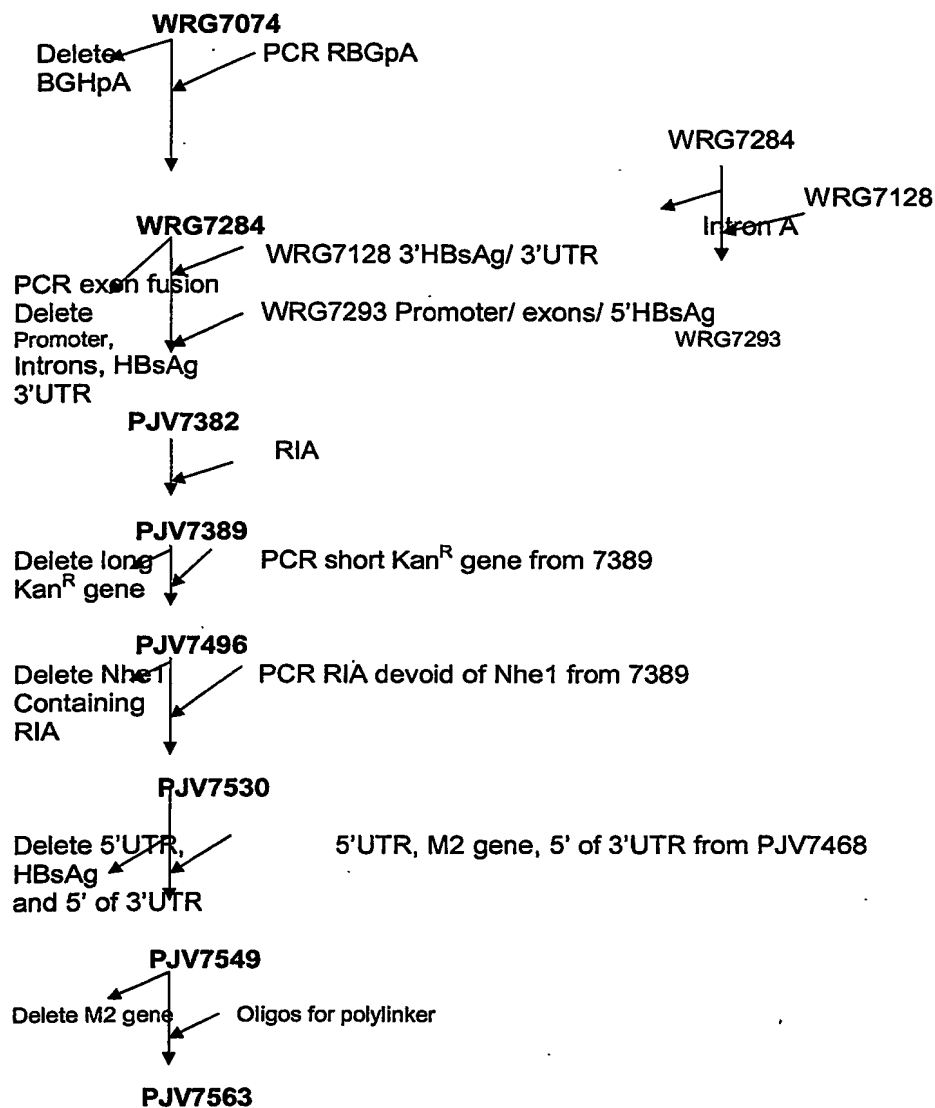 WRG7074
Delete
BGHpA
PCR RBGpA
WRG7284
WRG7128
Intron A
WRG7293
WRG7284
WRG7128 3'HBsAg/ 3'UTR
PCR exon fusion
Delete
Promoter,
Introns, HBsAg
3'UTR
WRG7293 Promoter/ exons/ 5'HBsAg
PJV7382
RIA
PJV7389
Delete long
Kan^R gene
PCR short Kan^R gene from 7389
PJV7496
Delete Nhe1
Containing
RIA
PCR RIA devoid of Nhe1 from 7389
PJV7530
Delete 5'UTR,
HBsAg
and 5' of 3'UTR
5'UTR, M2 gene, 5' of 3'UTR from PJV7468
PJV7549
Delete M2 gene
Oligos for polylinker
PJV7563